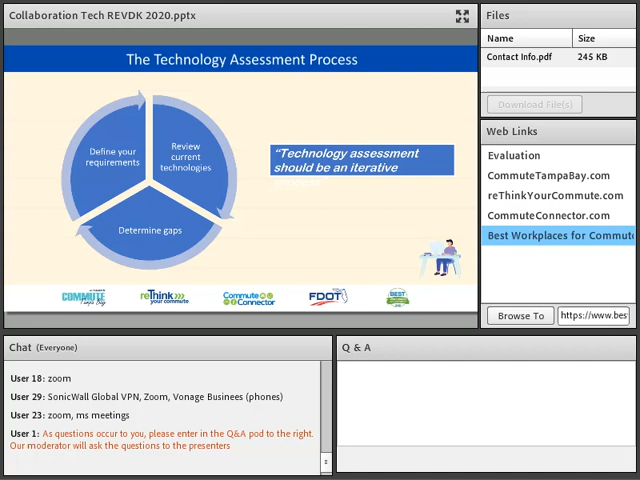 Collaboration Tech REVDK 2020.pptx
The Technology Assessment Process
Define your
requirements
Review
current
technologies
Determine gaps
“Technology assessment
should be an iterative
COMMUTE
Tampa Bay
reThink
your commute
Commute
Connector
FDOT
BEST
Files
Name Size
Contact Info.pdf 245 KB
Download File(s)
Web Links
Evaluation
CommuteTampaBay.com
reThinkYourCommute.com
CommuteConnector.com
Best Workplaces for Commute
Browse To https://www.bes
Chat (Everyone)
User 18: zoom
User 29: SonicWall Global VPN, Zoom, Vonage Businees (phones)
User 23: zoom, ms meetings
User 1: As questions occur to you, please enter in the Q&A pod to the right.
Our moderator will ask the questions to the presenters
Q & A